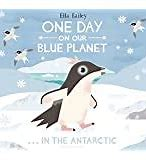 Ella Bailey
ONE DAY
ON OUR
BLUE PLANET
...IN THE ANTARCTIC